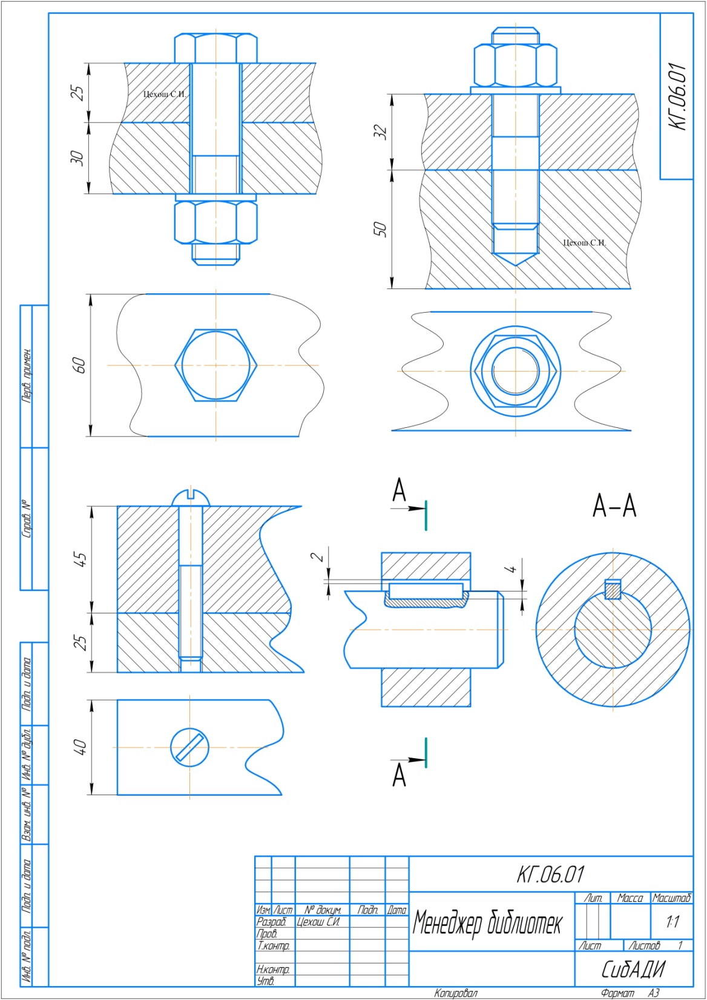 КГ.06.01
25
Цехош С.И.
30
32
50
Цехош С.И.
60
Перв. примен.
Справ. №
45
25
40
А
А-А
2
4
А
Подп. и дата
Инв. № дубл.
Взам. инв. №
Подп. и дата
Инв. № подл.
КГ.06.01
Изм. Лист № докум. Подп. Дата
Разраб. Цехош С.И.
Пров.
Т.контр.
Н.контр.
Утв.
Менеджер библиотек
Лит. Масса Масштаб
1:1
Лист Листов 1
СибАДИ
Копировал Формат А3